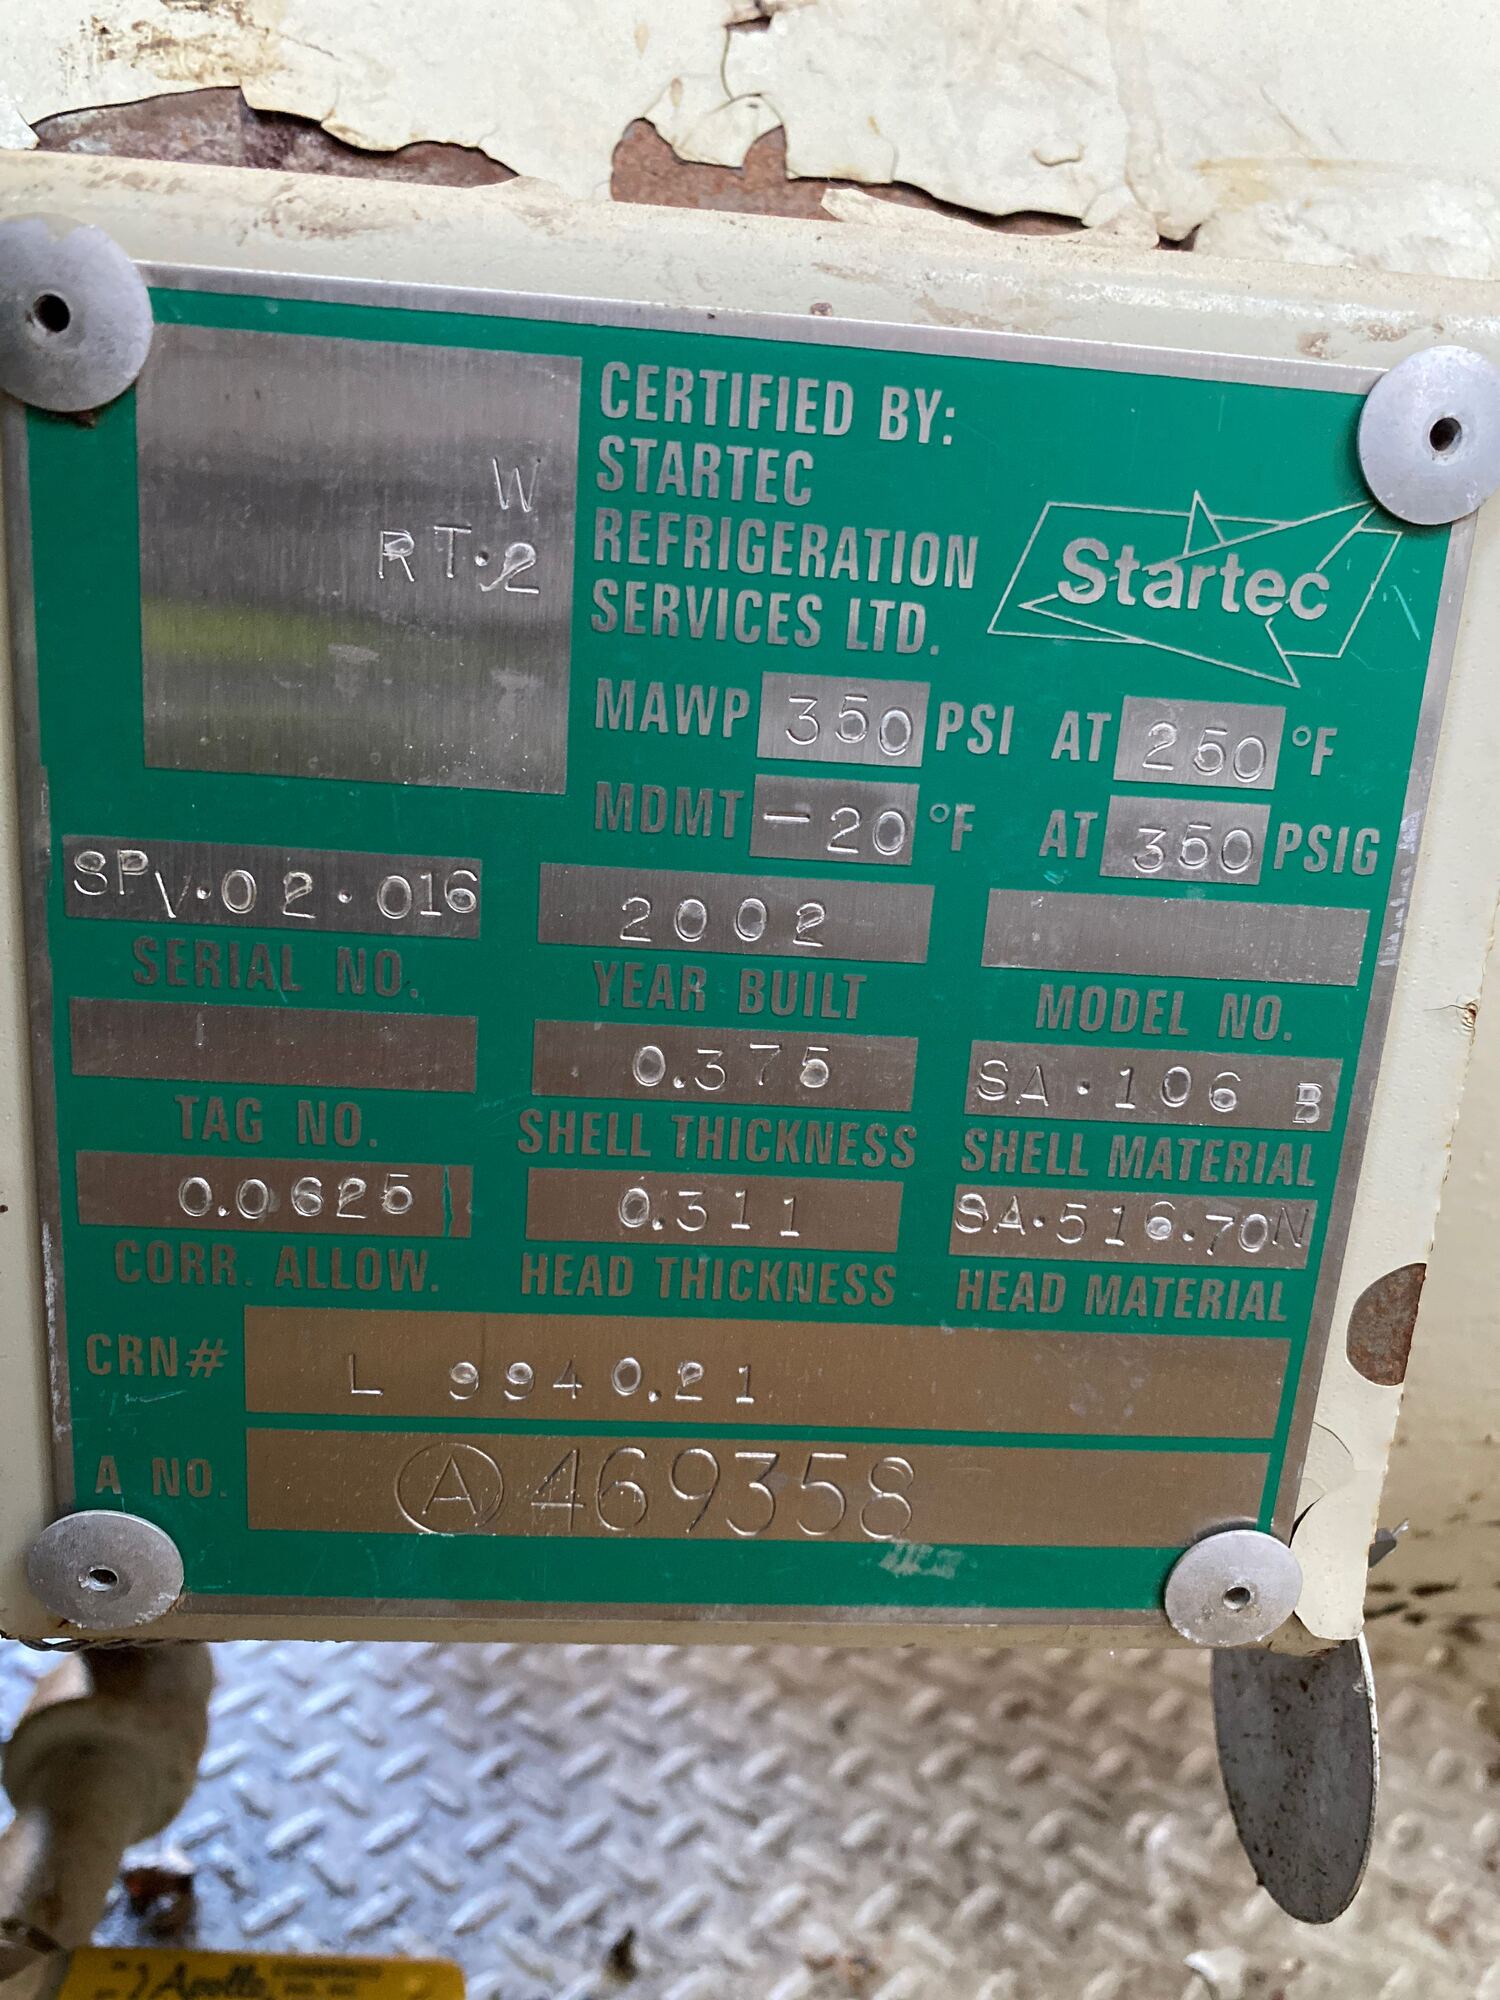 W
RT.2
CERTIFIED BY:
STARTEC
REFRIGERATION
SERVICES LTD.
Startec
MAWP 350 PSI AT 250 °F
MDMT -20 °F AT 350 PSIG
SPV.02.016
SERIAL NO.
2002
YEAR BUILT
MODEL NO.
TAG NO.
0.375
SHELL THICKNESS
SA.106 B
SHELL MATERIAL
0.0625
CORR. ALLOW.
0.311
HEAD THICKNESS
SA.516.70N
HEAD MATERIAL
CRN# L 9940.21
A NO. A 469358
Apollo